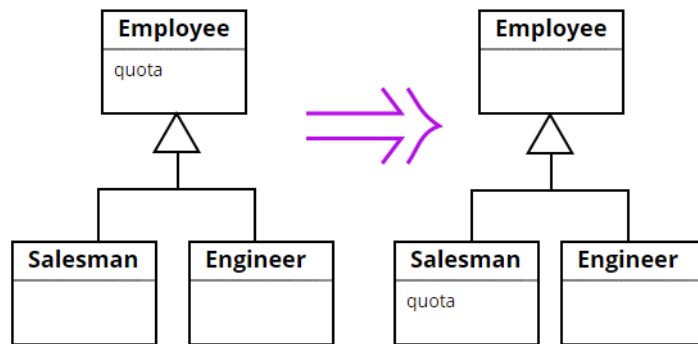 Employee
quota
Salesman
Engineer
Employee
Salesman
quota
Engineer